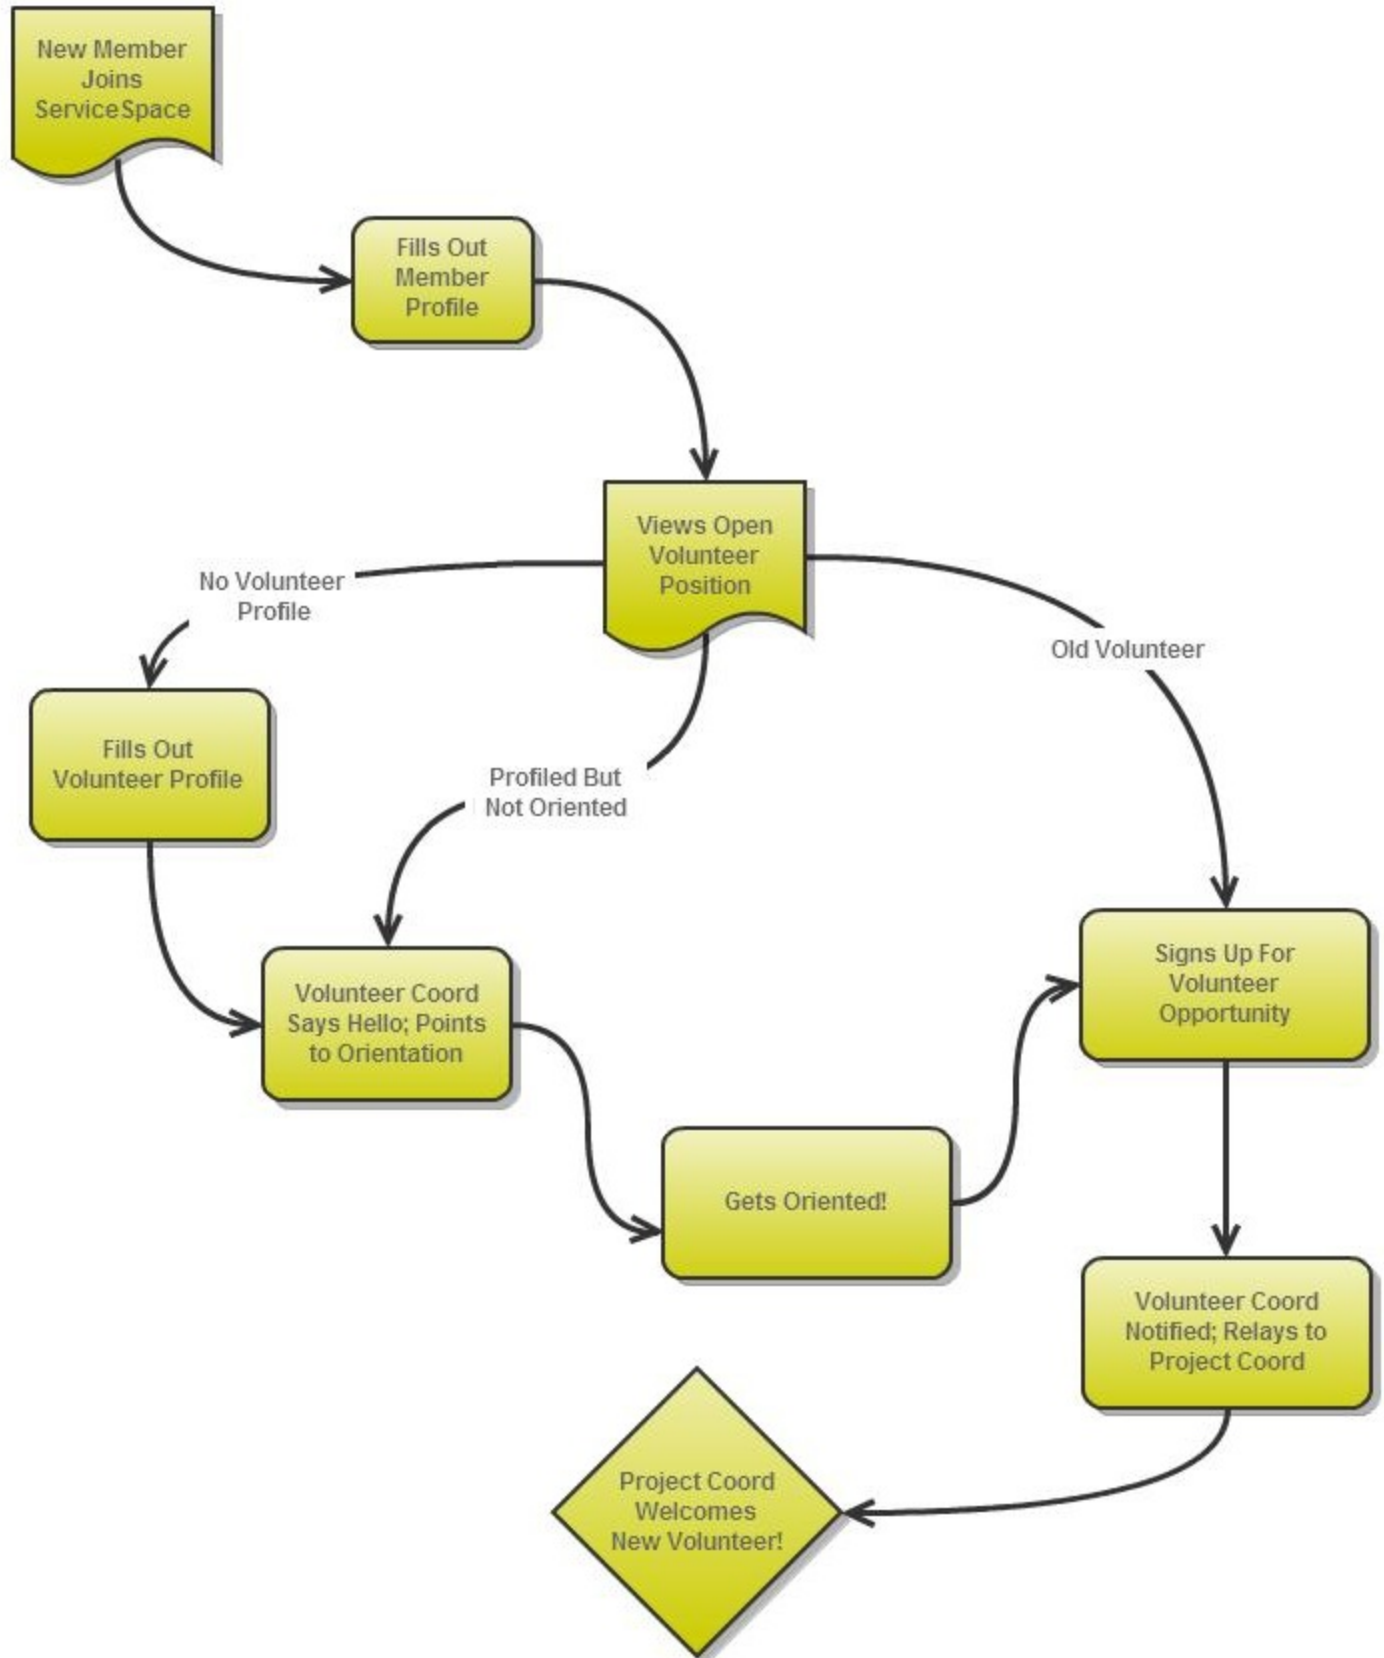 New Member
Joins
ServiceSpace
Fills Out
Member
Profile
Views Open
Volunteer
Position
No Volunteer
Profile
Old Volunteer
Fills Out
Volunteer Profile
Profiled But
Not Oriented
Volunteer Coord
Says Hello; Points
to Orientation
Signs Up For
Volunteer
Opportunity
Gets Oriented!
Volunteer Coord
Notified; Relays to
Project Coord
Project Coord
Welcomes
New Volunteer!